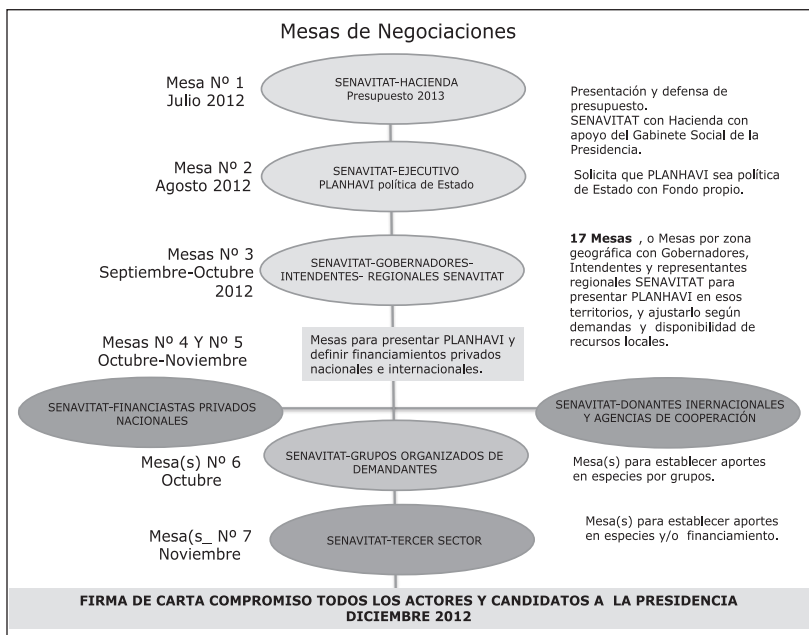 Mesas de Negociaciones
Mesa Nº 1
Julio 2012
SENAVITAT-HACIENDA
Presupuesto 2013
Presentación y defensa de
presupuesto.
SENAVITAT con Hacienda con
apoyo del Gabinete Social de la
Presidencia.
Mesa Nº 2
Agosto 2012
SENAVITAT-EJECUTIVO
PLANHAVI política de Estado
Solicita que PLANHAVI sea política
de Estado con Fondo propio.
Mesas Nº 3
Septiembre-Octubre
2012
SENAVITAT-GOBERNADORES-
INTENDENTES- REGIONALES SENAVITAT
17 Mesas , o Mesas por zona
geográfica con Gobernadores,
Intendentes y representantes
regionales SENAVITAT para
presentar PLANHAVI en esos
territorios, y ajustarlo según
demandas y disponibilidad de
recursos locales.
Mesas Nº 4 Y Nº 5
Octubre-Noviembre
Mesas para presentar PLANHAVI y
definir financiamientos privados
nacionales e internacionales.
SENAVITAT-FINANCISTAS PRIVADOS
NACIONALES
SENAVITAT-DONANTES INERNACIONALES
Y AGENCIAS DE COOPERACIÓN
Mesa(s) Nº 6
Octubre
SENAVITAT-GRUPOS ORGANIZADOS DE
DEMANDANTES
Mesa(s) para establecer aportes
en especies por grupos.
Mesa(s_ Nº 7
Noviembre
SENAVITAT-TERCER SECTOR
Mesa(s) para establecer aportes
en especies y/o financiamiento.
FIRMA DE CARTA COMPROMISO TODOS LOS ACTORES Y CANDIDATOS A LA PRESIDENCIA
DICIEMBRE 2012